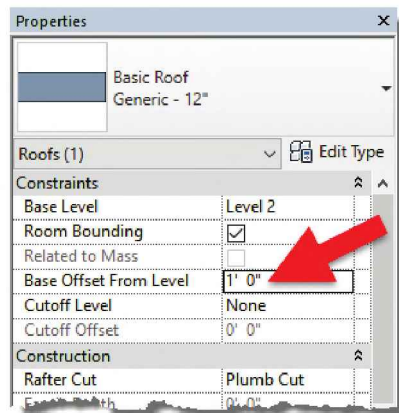 Properties ×
Basic Roof
Generic - 12"
Roofs (1) Edit Type
Constraints
Base Level Level 2
Room Bounding
Related to Mass
Base Offset From Level 1' 0"
Cutoff Level None
Cutoff Offset 0' 0"
Construction
Rafter Cut Plumb Cut